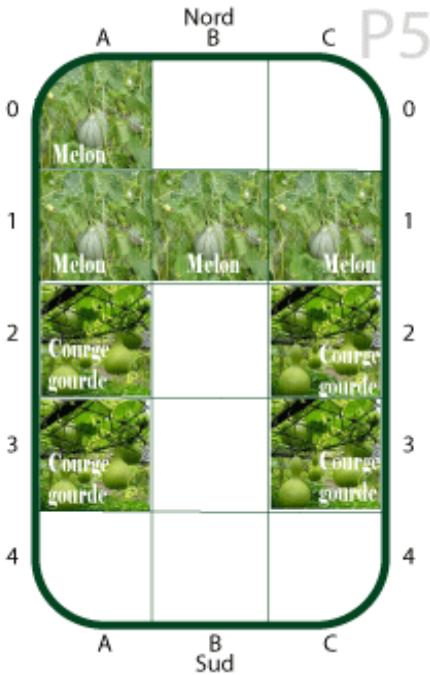 Nord
P5
A B C
0 0
Melon
1 1
Melon Melon Melon
2 2
Courge Courge
gourde gourde
3 3
Courge Courge
gourde gourde
4 4
A B C
Sud